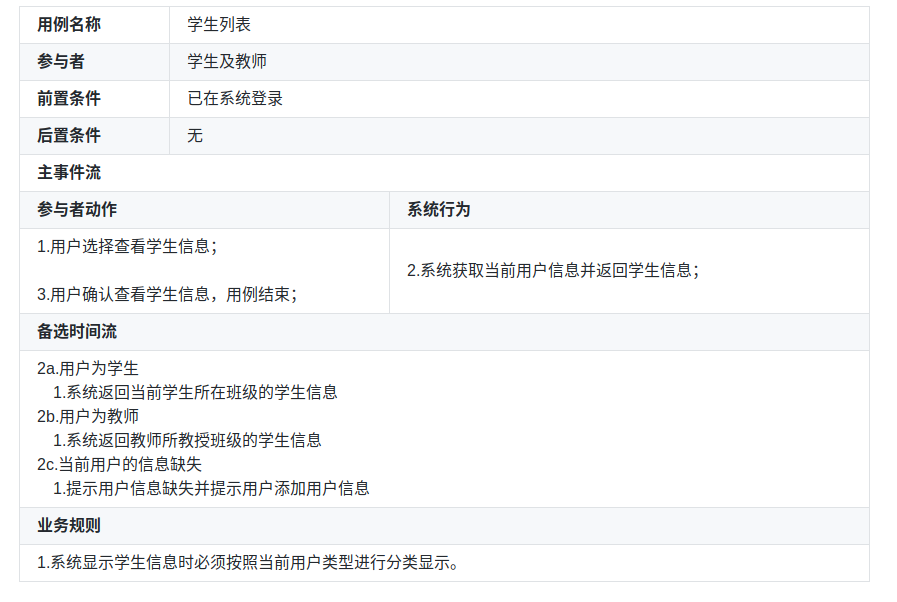 用例名称 学生列表
参与者 学生及教师
前置条件 已在系统登录
后置条件 无
主事件流
参与者动作 系统行为
1.用户选择查看学生信息；
2.系统获取当前用户信息并返回学生信息；
3.用户确认查看学生信息，用例结束；
备选时间流
2a.用户为学生
1.系统返回当前学生所在班级的学生信息
2b.用户为教师
1.系统返回教师所教授班级的学生信息
2c.当前用户的信息缺失
1.提示用户信息缺失并提示用户添加用户信息
业务规则
1.系统显示学生信息时必须按照当前用户类型进行分类显示。